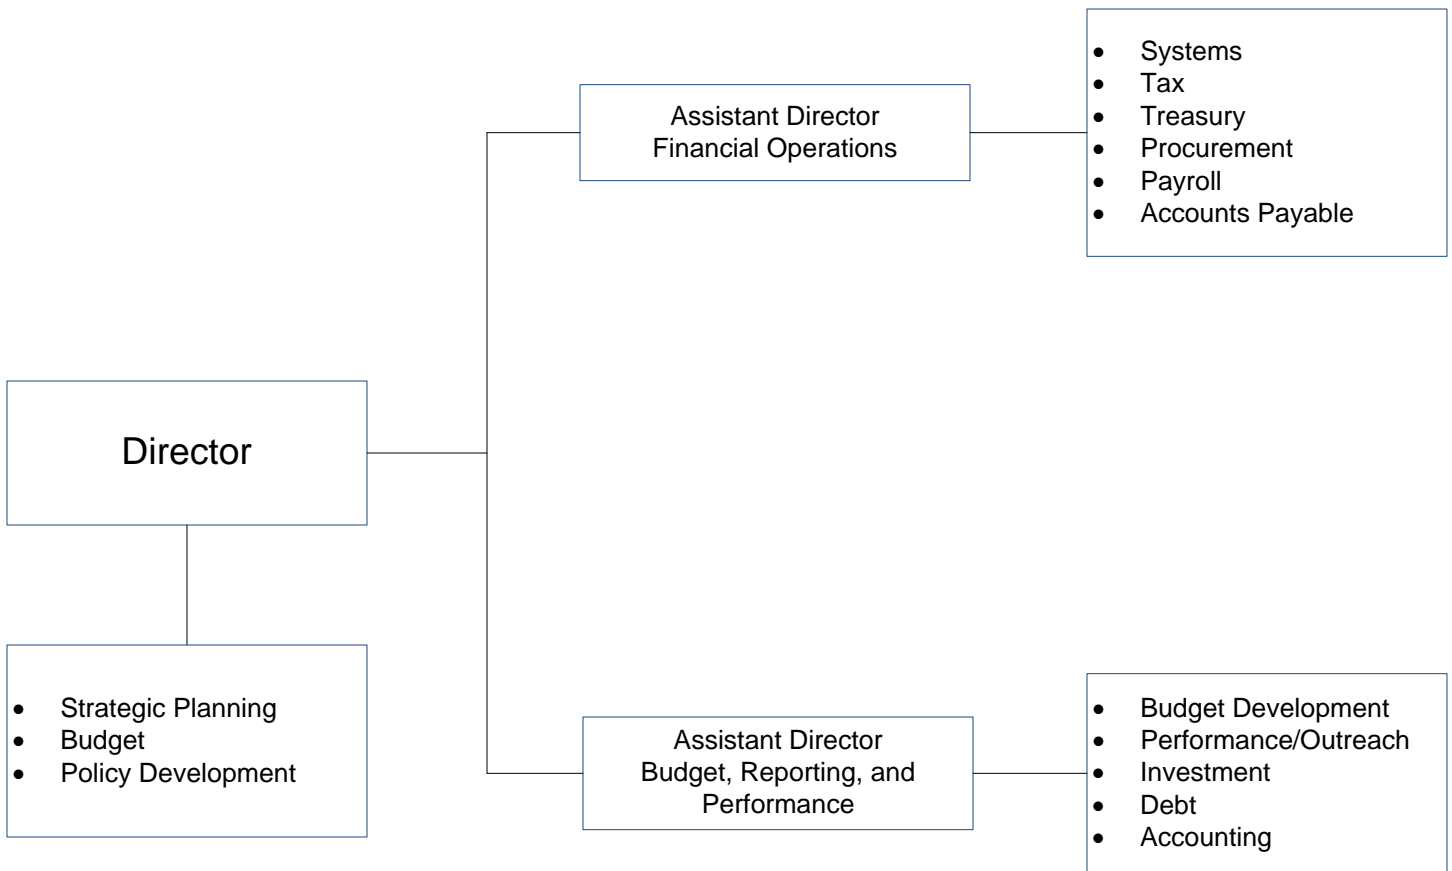 Director
• Strategic Planning
• Budget
• Policy Development
Assistant Director
Financial Operations
• Systems
• Tax
• Treasury
• Procurement
• Payroll
• Accounts Payable
Assistant Director
Budget, Reporting, and
Performance
• Budget Development
• Performance/Outreach
• Investment
• Debt
• Accounting